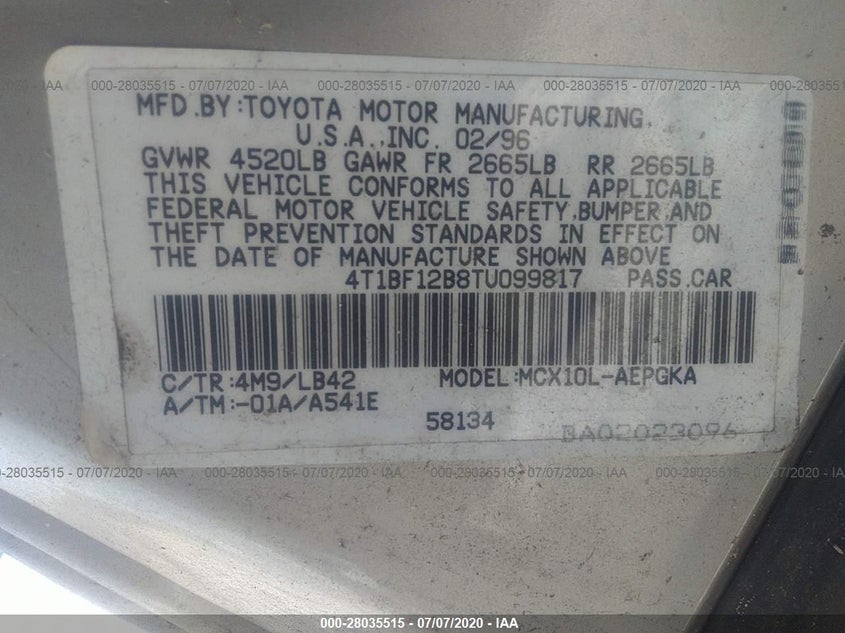 000-28035515 - 07/07/2020 - IAA 000-28035515 - 07/07/2020 - IAA 000-28035515 - 07/07/2020 - IAA
MFD.BY:TOYOTA MOTOR MANUFACTURING,
U.S.A.,INC. 02/96
GVWR 4520LB GAWR FR 2665LB RR 2665LB
THIS VEHICLE CONFORMS TO ALL APPLICABLE
FEDERAL MOTOR VEHICLE SAFETY,BUMPER AND
THEFT PREVENTION STANDARDS IN EFFECT ON
THE DATE OF MANUFACTURE SHOWN ABOVE
4T1BF12B8TU099817 PASS.CAR
C/TR:4M9/LB42 MODEL:MCX10L-AEPGKA
A/TM:-01A/A541E
58134
BA02023096
000-28035515 - 07/07/2020 - IAA 000-28035515 - 07/07/2020 - IAA 000-28035515 - 07/07/2020 - IAA
000-28035515 - 07/07/2020 - IAA